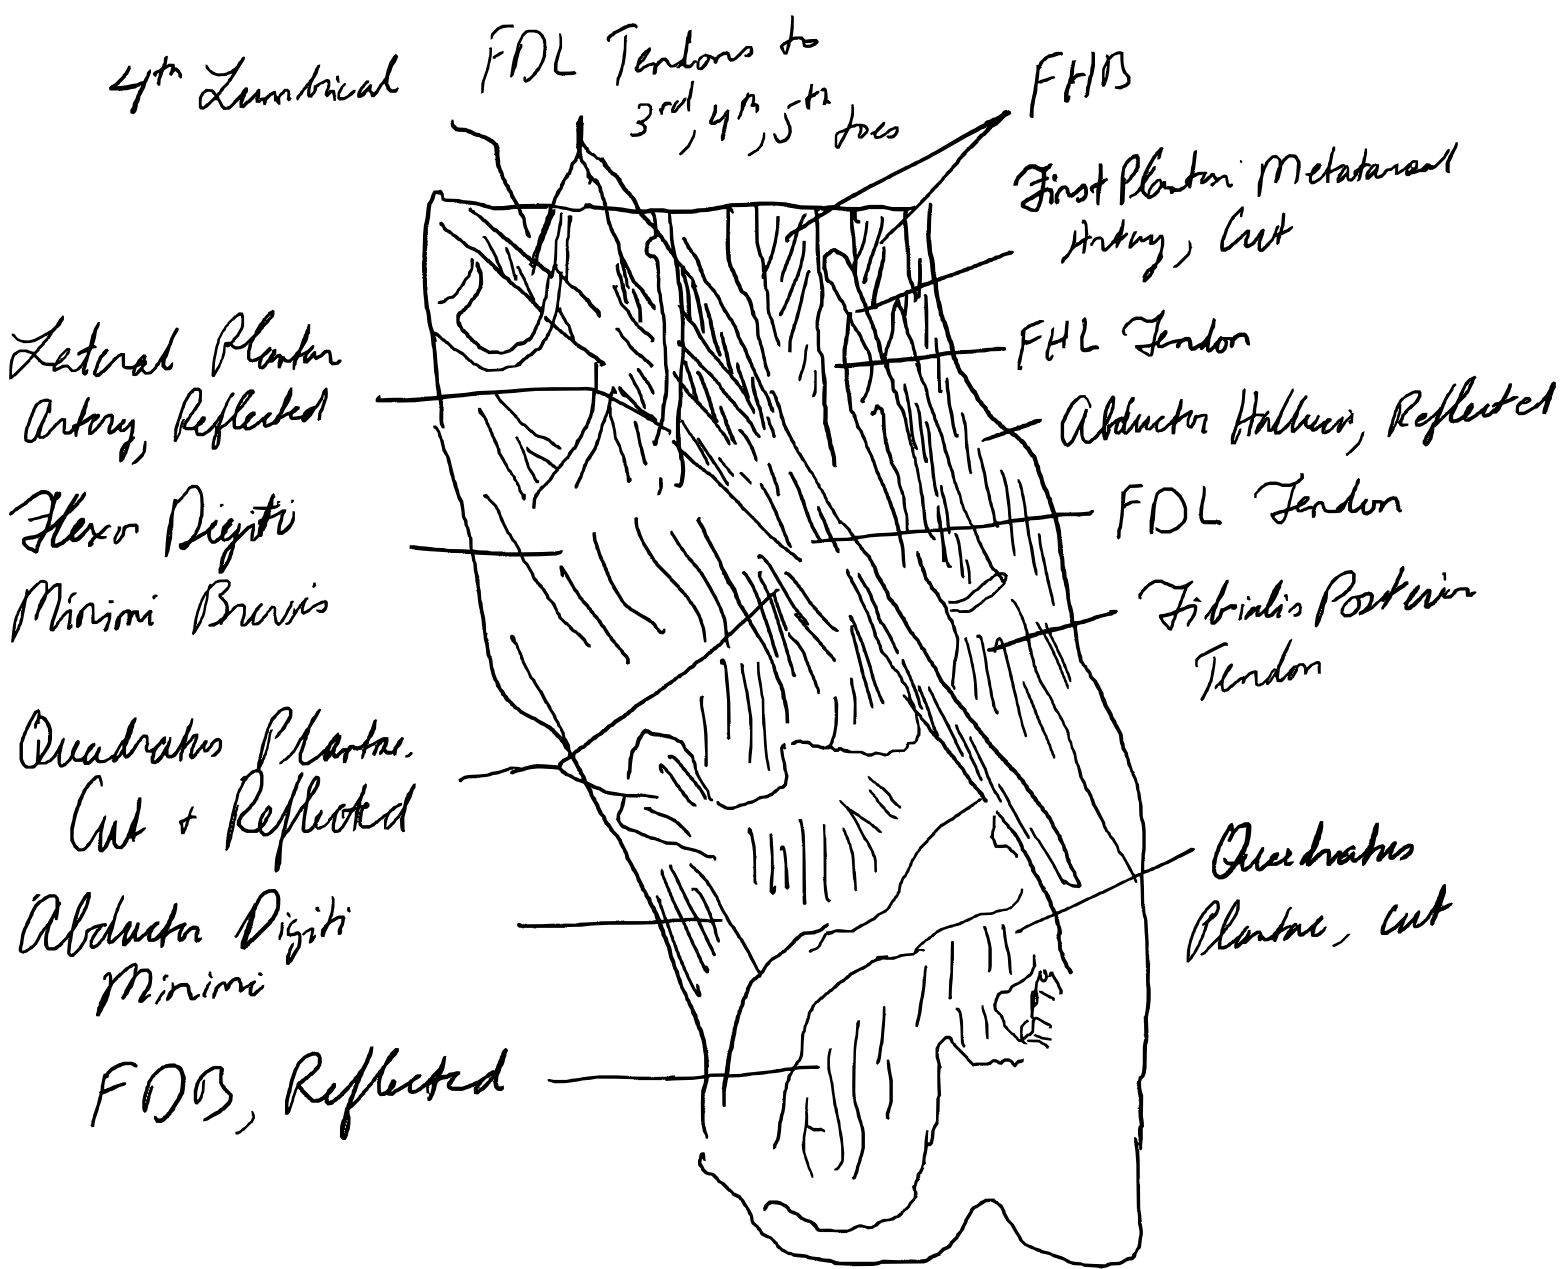 4th Lumbrical
FDL Tendons to
3rd, 4th, 5th toes
FHB
First Plantar Metatarsal
Artery, Cut
FHL Tendon
Abductor Hallucis, Reflected
FDL Tendon
Tibialis Posterior
Tendon
Quadratus
Plantae, cut
Lateral Plantar
Artery, Reflected
Flexor Digiti
Minimi Brevis
Quadratus Plantae.
Cut + Reflected
Abductor Digiti
Minimi
FDB, Reflected